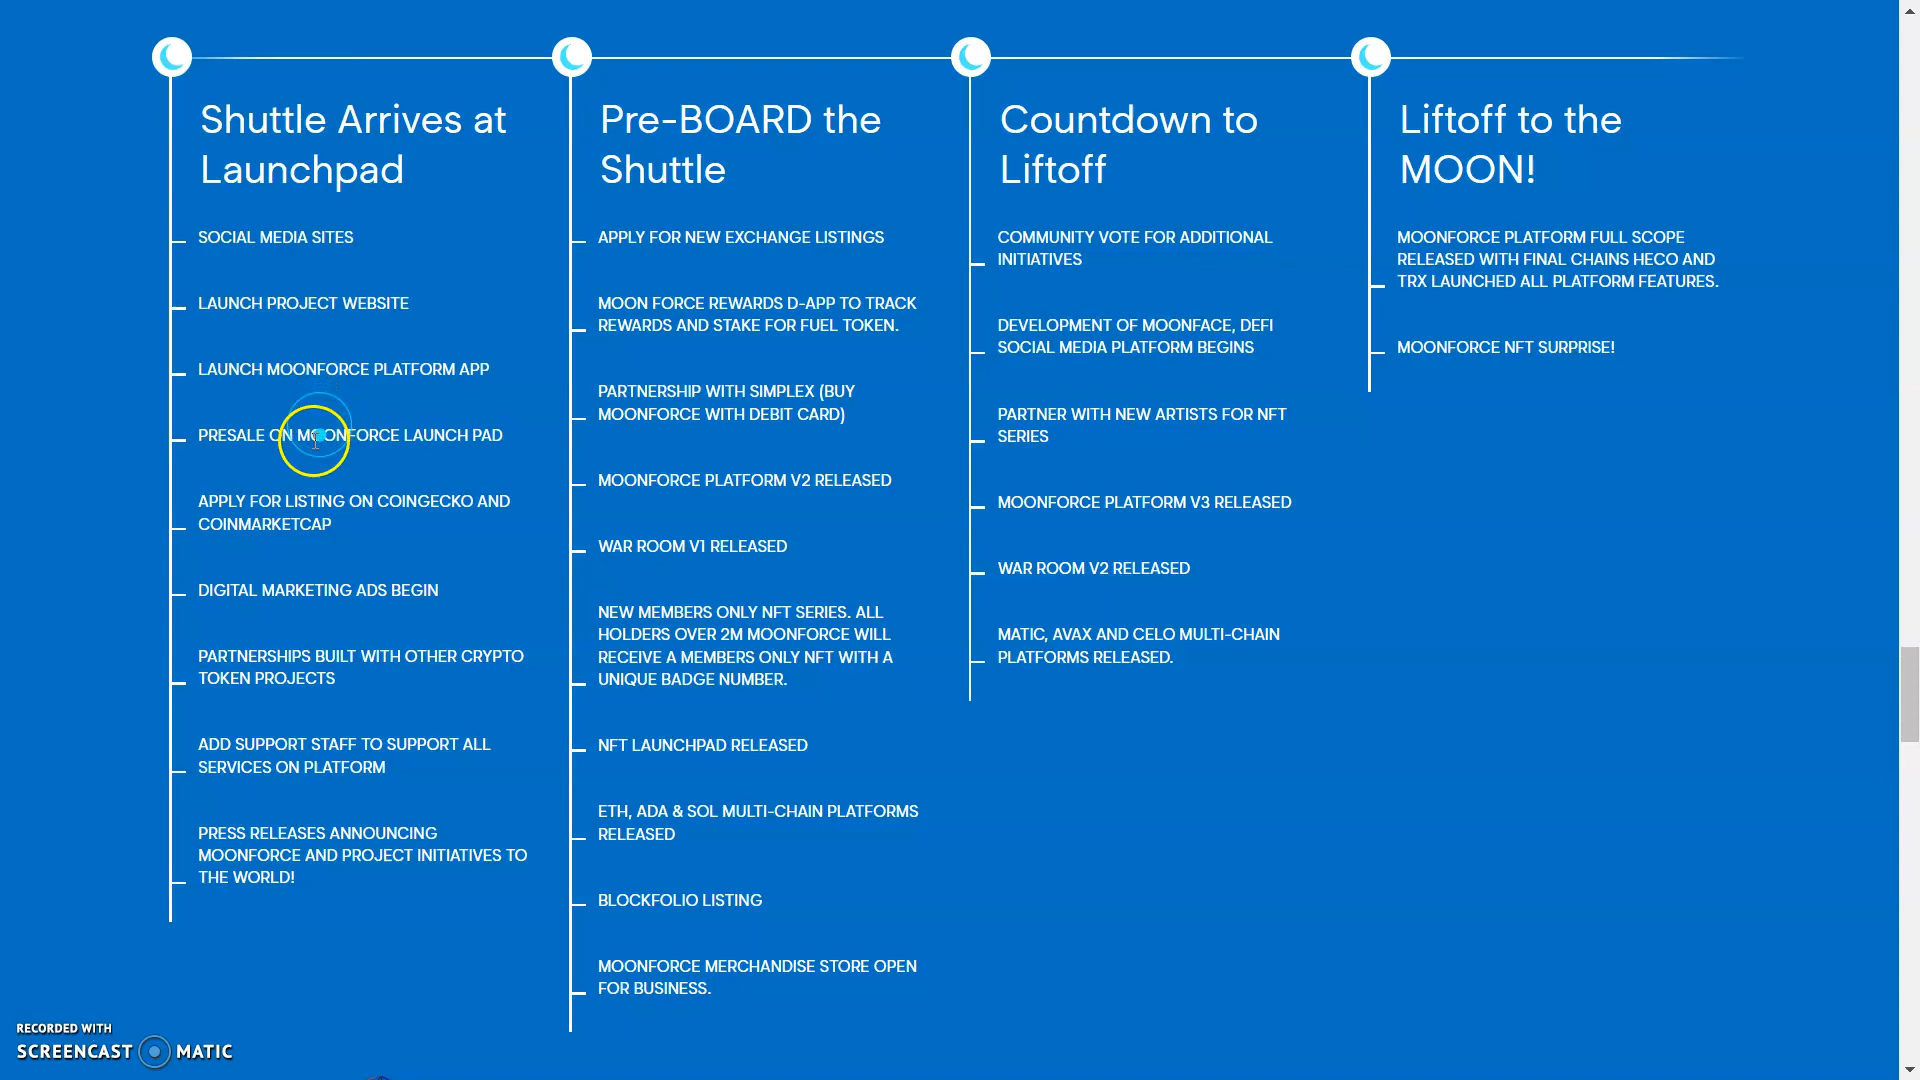 Shuttle Arrives at
Launchpad
SOCIAL MEDIA SITES
LAUNCH PROJECT WEBSITE
LAUNCH MOONFORCE PLATFORM APP
PRESALE ON MOONFORCE LAUNCH PAD
APPLY FOR LISTING ON COINGECKO AND
COINMARKETCAP
DIGITAL MARKETING ADS BEGIN
PARTNERSHIPS BUILT WITH OTHER CRYPTO
TOKEN PROJECTS
ADD SUPPORT STAFF TO SUPPORT ALL
SERVICES ON PLATFORM
PRESS RELEASES ANNOUNCING
MOONFORCE AND PROJECT INITIATIVES TO
THE WORLD!
Pre-BOARD the
Shuttle
APPLY FOR NEW EXCHANGE LISTINGS
MOON FORCE REWARDS D-APP TO TRACK
REWARDS AND STAKE FOR FUEL TOKEN.
PARTNERSHIP WITH SIMPLEX (BUY
MOONFORCE WITH DEBIT CARD)
MOONFORCE PLATFORM V2 RELEASED
WAR ROOM V1 RELEASED
NEW MEMBERS ONLY NFT SERIES. ALL
HOLDERS OVER 2M MOONFORCE WILL
RECEIVE A MEMBERS ONLY NFT WITH A
UNIQUE BADGE NUMBER.
NFT LAUNCHPAD RELEASED
ETH, ADA & SOL MULTI-CHAIN PLATFORMS
RELEASED
BLOCKFOLIO LISTING
MOONFORCE MERCHANDISE STORE OPEN
FOR BUSINESS.
Countdown to
Liftoff
COMMUNITY VOTE FOR ADDITIONAL
INITIATIVES
DEVELOPMENT OF MOONFACE, DEFI
SOCIAL MEDIA PLATFORM BEGINS
PARTNER WITH NEW ARTISTS FOR NFT
SERIES
MOONFORCE PLATFORM V3 RELEASED
WAR ROOM V2 RELEASED
MATIC, AVAX AND CELO MULTI-CHAIN
PLATFORMS RELEASED.
Liftoff to the
MOON!
MOONFORCE PLATFORM FULL SCOPE
RELEASED WITH FINAL CHAINS HECO AND
TRX LAUNCHED ALL PLATFORM FEATURES.
MOONFORCE NFT SURPRISE!
RECORDED WITH
SCREENCAST MATIC